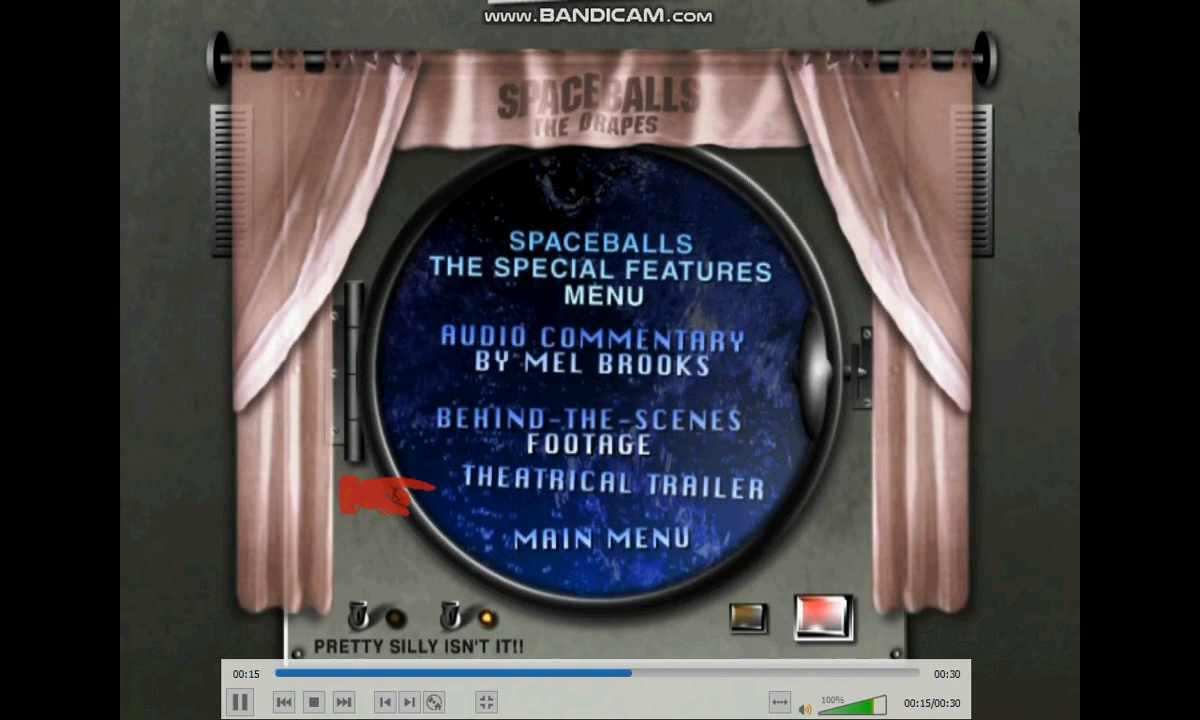 www.BANDICAM.com
SPACEBALLS
THE DRAPES
SPACEBALLS
THE SPECIAL FEATURES
MENU
AUDIO COMMENTARY
BY MEL BROOKS
BEHIND-THE-SCENES
FOOTAGE
THEATRICAL TRAILER
MAIN MENU
PRETTY SILLY ISN'T IT!!
00:15
00:30
100%
00:15/00:30